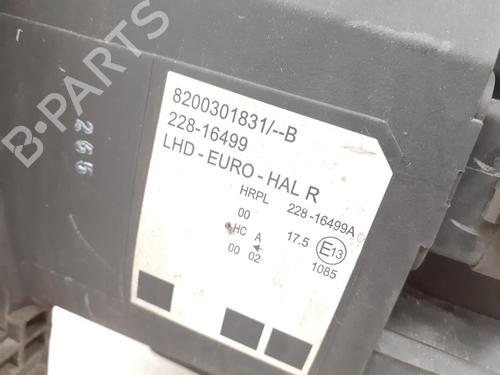 B-PARTS
265
8200301831/--B
228-16499
LHD - EURO - HAL R
HRPL 228-16499A
00
HC A 17.5 E13
00 02 1085